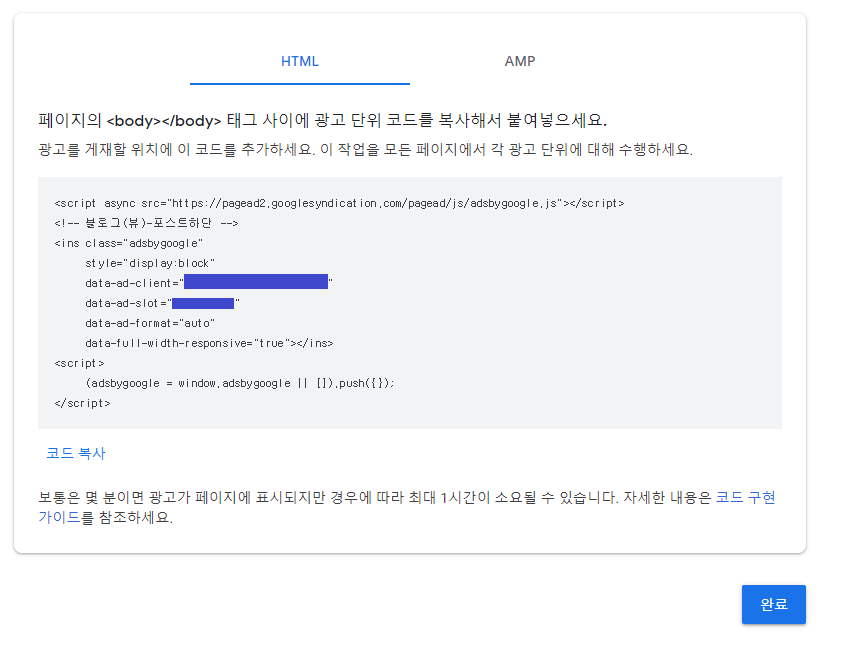 HTML
AMP
페이지의 <body></body> 태그 사이에 광고 단위 코드를 복사해서 붙여넣으세요.
광고를 게재할 위치에 이 코드를 추가하세요. 이 작업을 모든 페이지에서 각 광고 단위에 대해 수행하세요.
<script async src="https://pagead2.googlesyndication.com/pagead/js/adsbygoogle.js"></script>
<!-- 블로그(뷰)-포스트하단 -->
<ins class="adsbygoogle"
style="display:block"
data-ad-client=""
data-ad-slot=""
data-ad-format="auto"
data-full-width-responsive="true"></ins>
<script>
(adsbygoogle = window.adsbygoogle || []).push({});
</script>
코드 복사
보통은 몇 분이면 광고가 페이지에 표시되지만 경우에 따라 최대 1시간이 소요될 수 있습니다. 자세한 내용은 코드 구현
가이드를 참조하세요.
완료